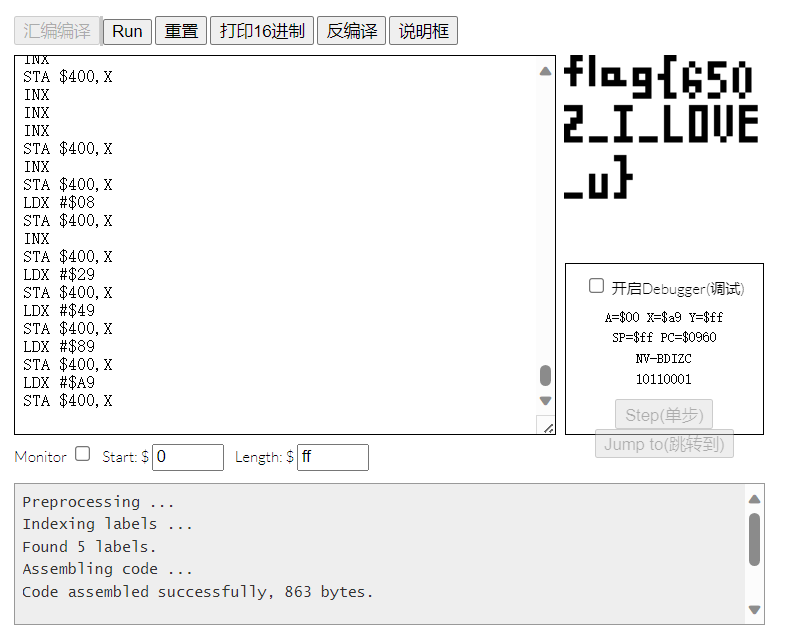 汇编编译 Run 重置 打印16进制 反编译 说明框
INX
STA $400,X
INX
INX
INX
STA $400,X
INX
STA $400,X
LDX #$08
STA $400,X
INX
STA $400,X
LDX #$29
STA $400,X
LDX #$49
STA $400,X
LDX #$89
STA $400,X
LDX #$A9
STA $400,X
flag{650
2_I_LOVE
_u}
开启Debugger(调试)
A=$00 X=$a9 Y=$ff
SP=$ff PC=$0960
NV-BDIZC
10110001
Step(单步)
Jump to(跳转到)
Monitor Start: $ 0 Length: $ ff
Preprocessing ...
Indexing labels ...
Found 5 labels.
Assembling code ...
Code assembled successfully, 863 bytes.